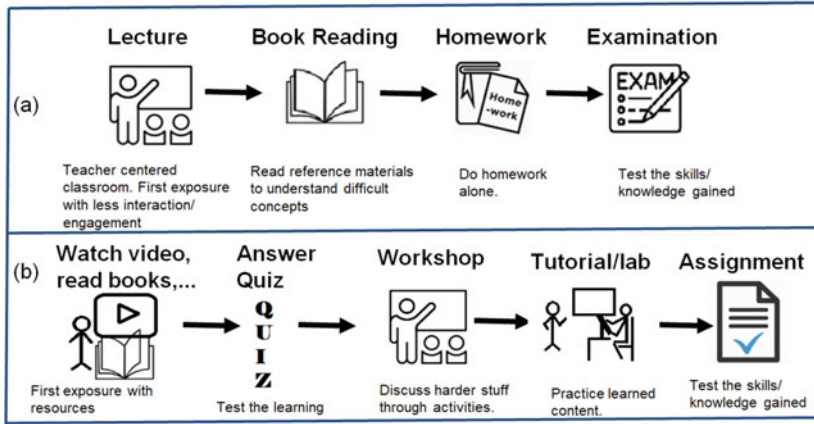 Lecture
Book Reading
Homework
Examination
(a)
EXAM
Home
-work
Teacher centered
classroom. First exposure
with less interaction/
engagement
Read reference materials
to understand difficult
concepts
Do homework
alone.
Test the skills/
knowledge gained
(b)
Watch video,
read books,...
Answer
Quiz
Workshop
Tutorial/lab
Assignment
Q
U
I
Z
First exposure with
resources
Test the learning
Discuss harder stuff
through activities.
Practice learned
content.
Test the skills/
knowledge gained